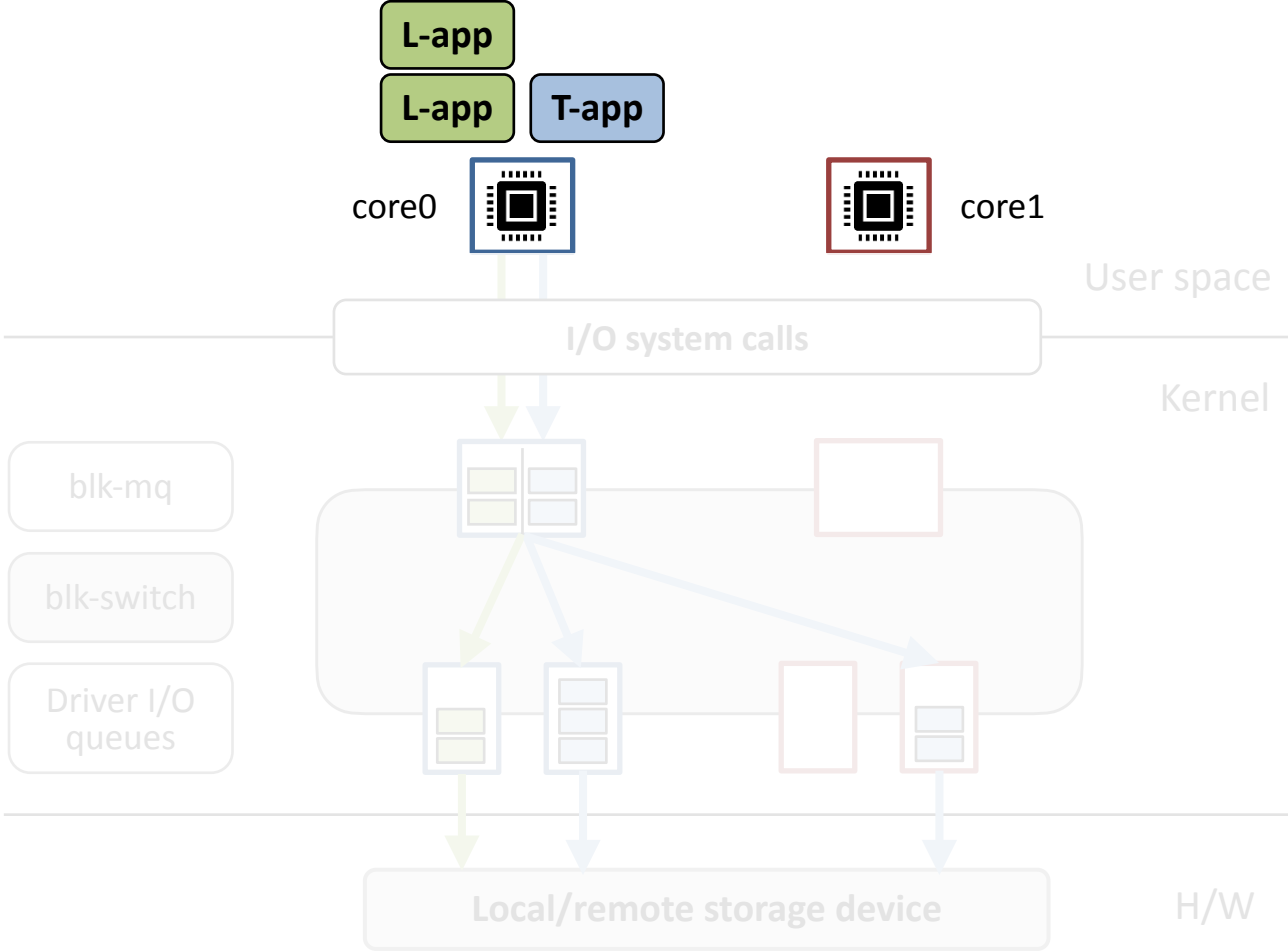 L-app
L-app
T-app
core0
core1
User space
I/O system calls
Kernel
blk-mq
blk-switch
Driver I/O
queues
Local/remote storage device
H/W